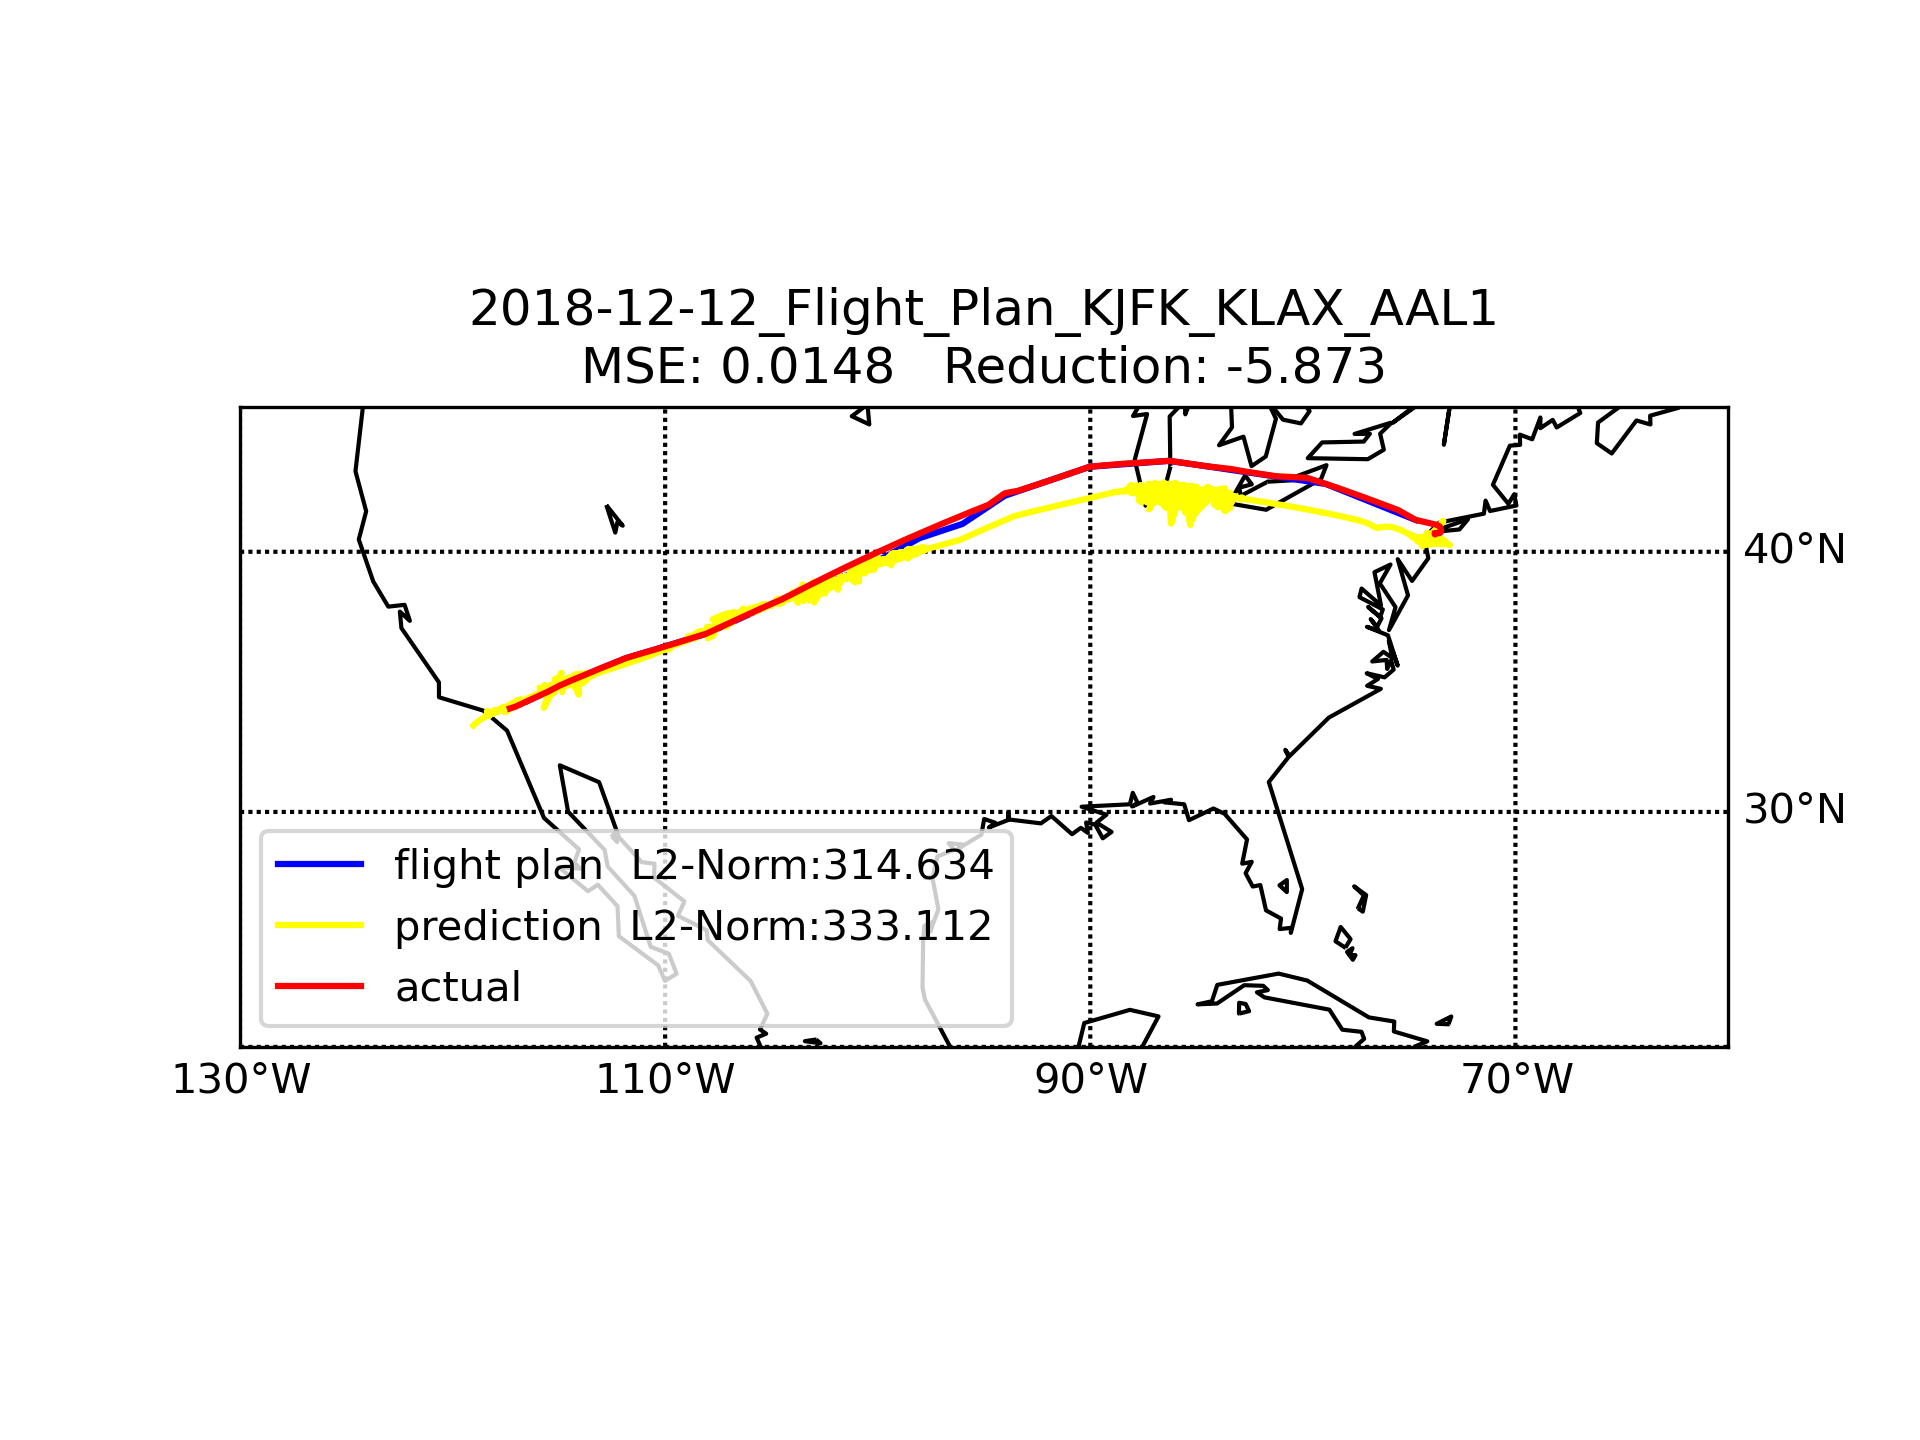 2018-12-12_Flight_Plan_KJFK_KLAX_AAL1
MSE: 0.0148 Reduction: -5.873
40°N
30°N
flight plan L2-Norm:314.634
prediction L2-Norm:333.112
actual
130°W 110°W 90°W 70°W